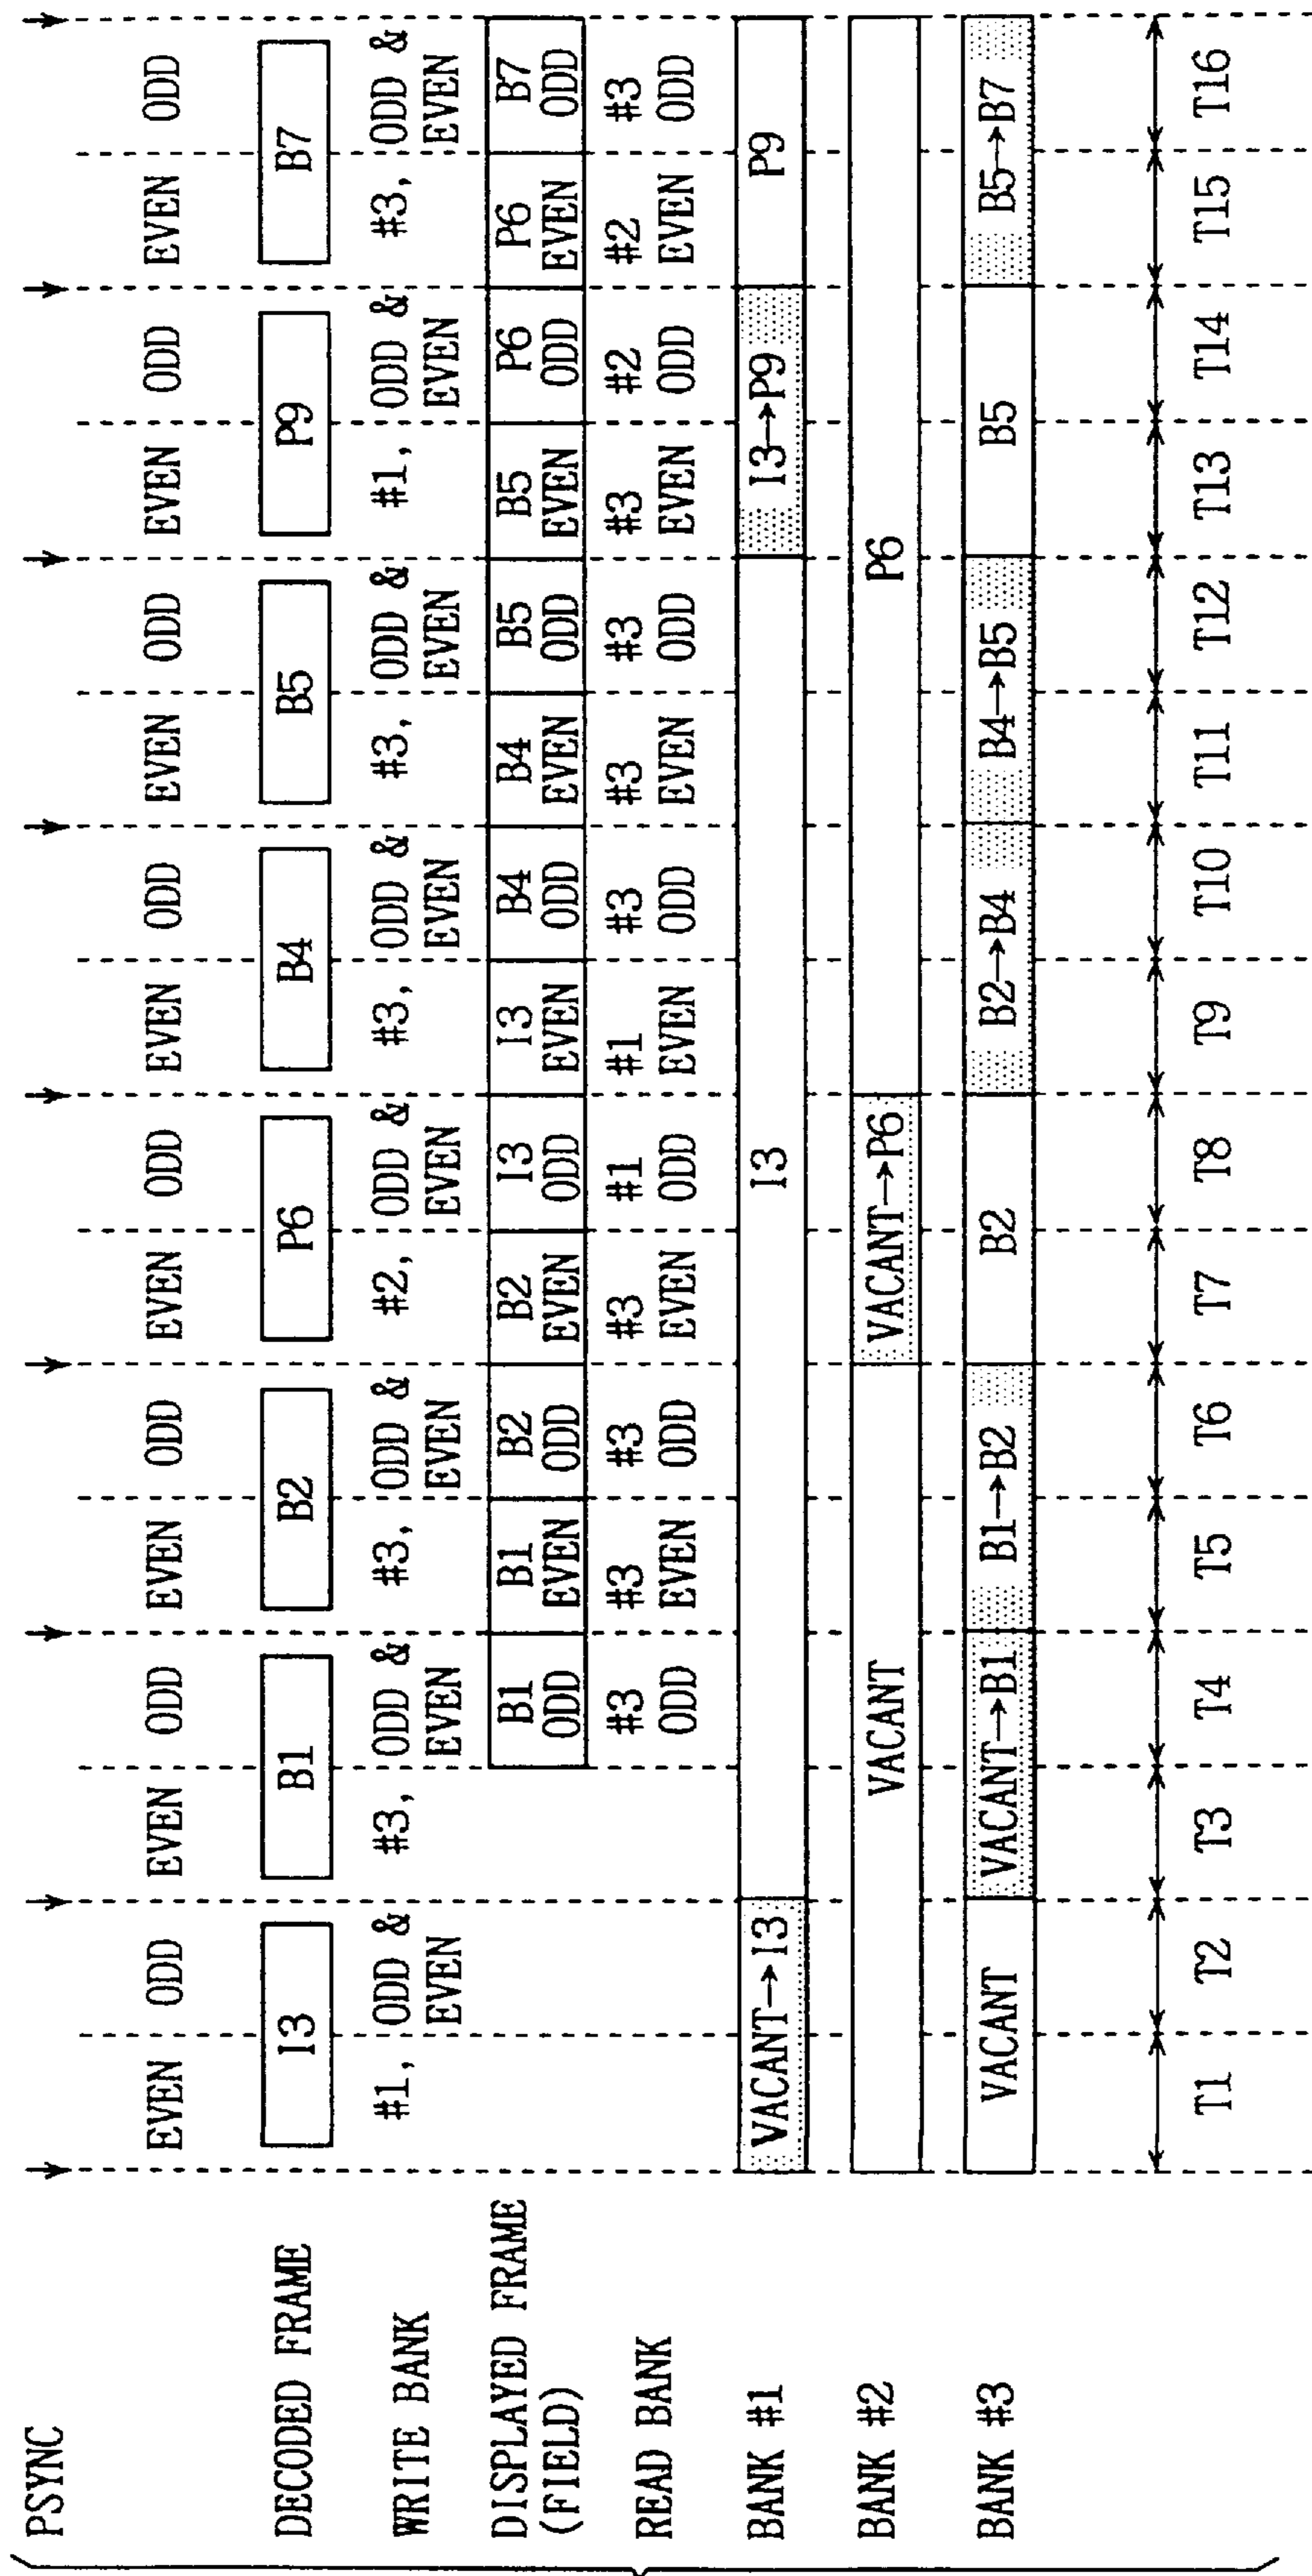 PSYNC
EVEN ODD EVEN ODD EVEN ODD EVEN ODD EVEN ODD EVEN ODD EVEN ODD EVEN ODD
DECODED FRAME I3 B1 B2 P6 B4 B5 P9 B7
WRITE BANK #1, ODD & #3, ODD & #3, ODD & #2, ODD & #3, ODD & #3, ODD & #1, ODD & #3, ODD &
EVEN EVEN EVEN EVEN EVEN EVEN EVEN EVEN
DISPLAYED FRAME B1 B1 B2 B2 I3 I3 B4 B4 B5 B5 P6 P6 B7
(FIELD) ODD EVEN ODD EVEN ODD EVEN ODD EVEN ODD EVEN ODD EVEN ODD
READ BANK #3 #3 #3 #3 #1 #1 #3 #3 #3 #3 #2 #2 #3
ODD EVEN ODD EVEN ODD EVEN ODD EVEN ODD EVEN ODD EVEN ODD
BANK #1 VACANT→I3 I3 I3→P9 P9
BANK #2 VACANT VACANT→P6 P6
BANK #3 VACANT VACANT→B1 B1→B2 B2 B2→B4 B4→B5 B5 B5→B7
T1 T2 T3 T4 T5 T6 T7 T8 T9 T10 T11 T12 T13 T14 T15 T16